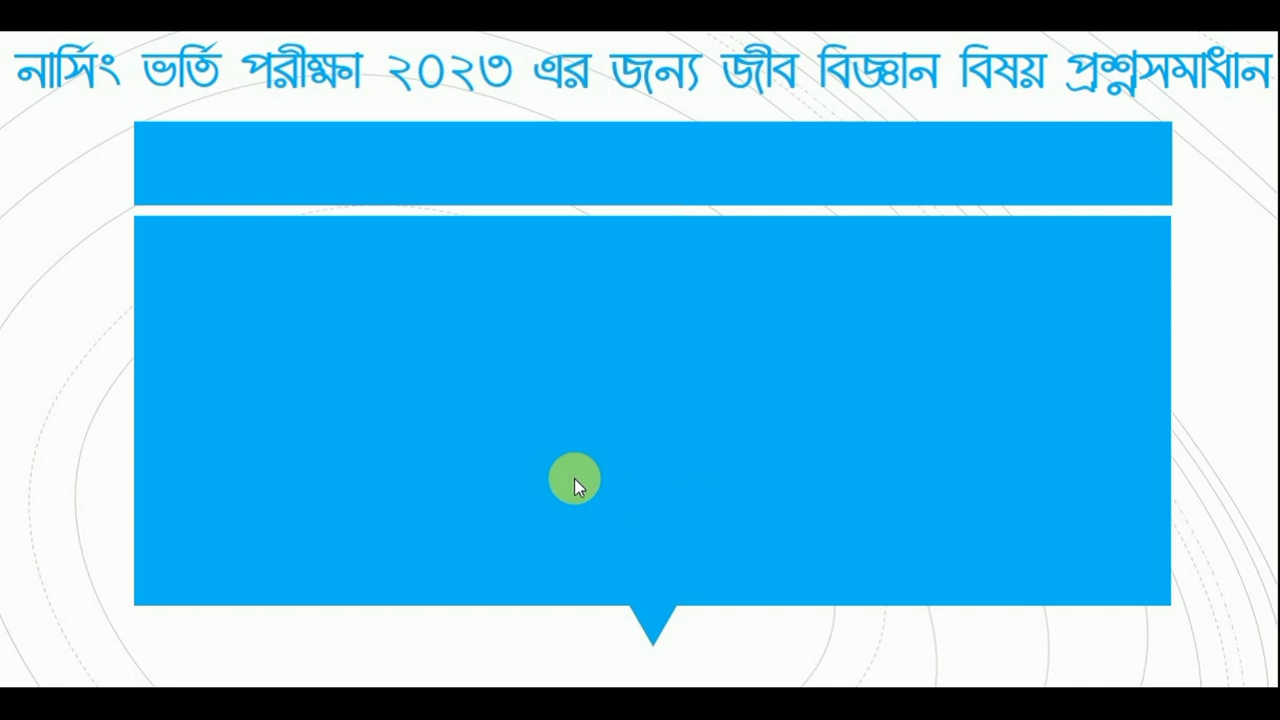 নার্সিং ভর্তি পরীক্ষা ২০২৩ এর জন্য জীব বিজ্ঞান বিষয় প্রশ্নসমাধান